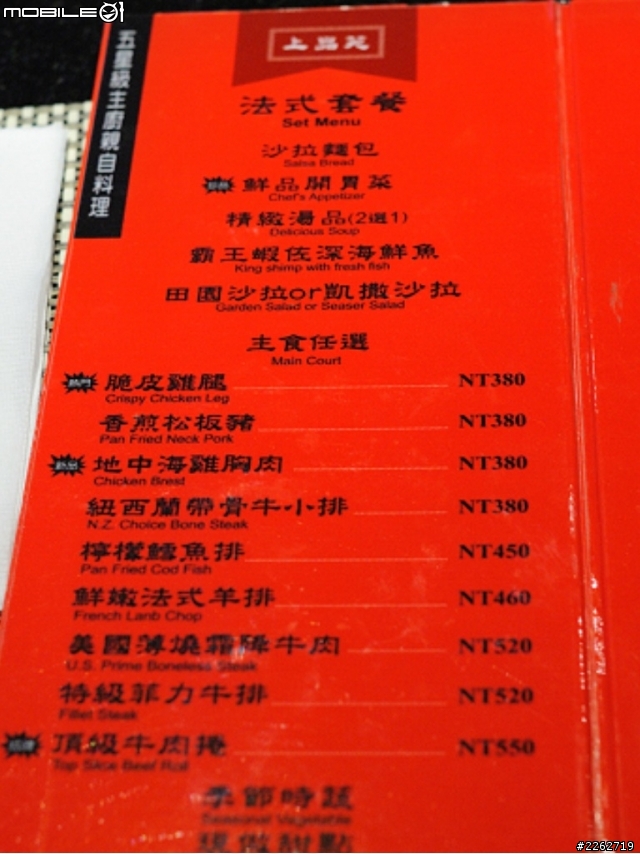 MOBILE01
五星級主廚親自料理
上品苑
法式套餐
Set Menu
沙拉麵包
Salsa Bread
鮮品開胃菜
Chef's Appetizer
精緻湯品(2選1)
Delicious Soup
霸王蝦佐深海鮮魚
King shimp with fresh fish
田園沙拉or凱撒沙拉
Garden Salad or Seaser Salad
主食任選
Main Court
脆皮雞腿 NT380
Crispy Chicken Leg
香煎松板豬 NT380
Pan Fried Neck Pork
地中海雞胸肉 NT380
Chicken Brest
紐西蘭帶骨牛小排 NT380
N.Z. Choice Bone Steak
檸檬鱈魚排 NT450
Pan Fried Cod Fish
鮮嫩法式羊排 NT460
French Lanb Chop
美國薄燒霜降牛肉 NT520
U.S. Prime Boneless Steak
特級菲力牛排 NT520
Fillet Steak
頂級牛肉捲 NT550
Top Slice Beef Roll
季節時蔬
Seasonal Vegetable
現做甜點
#2262719